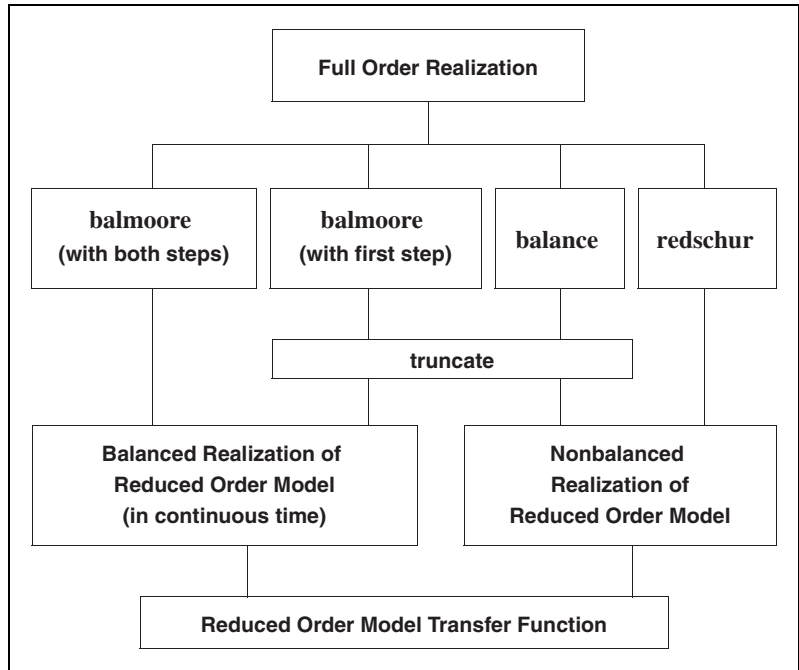 Full Order Realization
balmoore
(with both steps)
balmoore
(with first step)
balance
redschur
truncate
Balanced Realization of
Reduced Order Model
(in continuous time)
Nonbalanced
Realization of
Reduced Order Model
Reduced Order Model Transfer Function